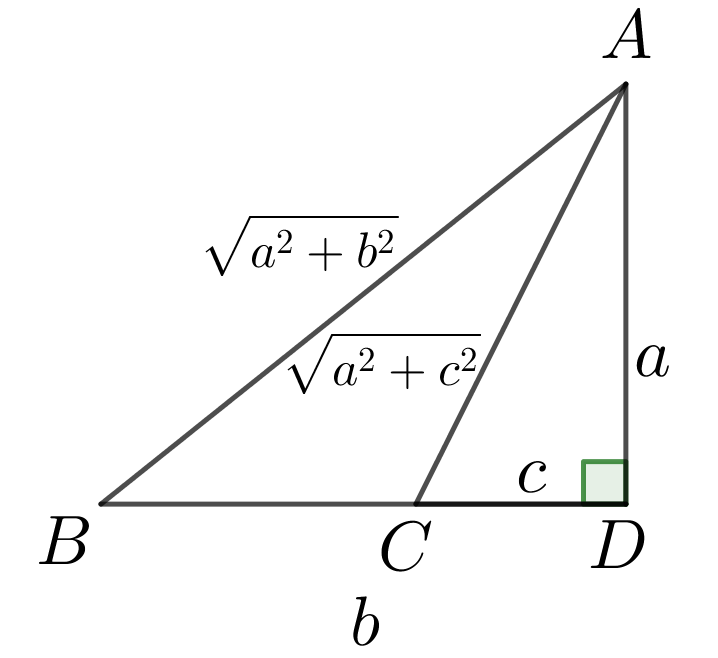 A
√(a² + b²)
√(a² + c²)
a
c
B
C
D
b